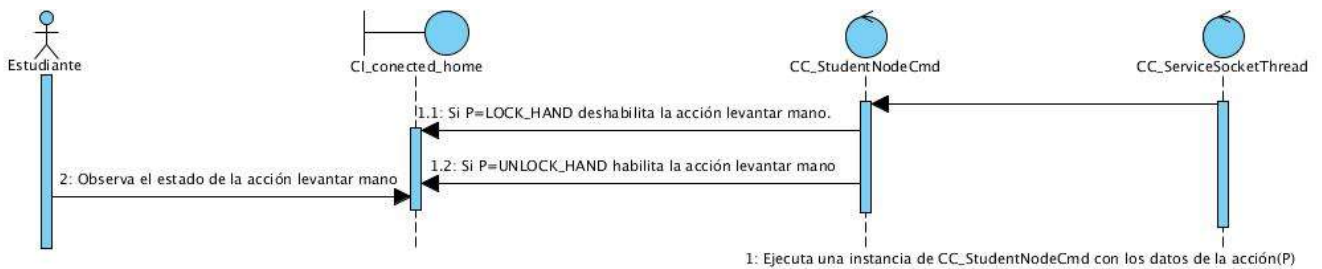 Estudiante
CI_conected_home
CC_StudentNodeCmd
CC_ServiceSocketThread
1.1: Si P=LOCK_HAND deshabilita la acción levantar mano.
1.2: Si P=UNLOCK_HAND habilita la acción levantar mano
2: Observa el estado de la acción levantar mano
1: Ejecuta una instancia de CC_StudentNodeCmd con los datos de la acción(P)